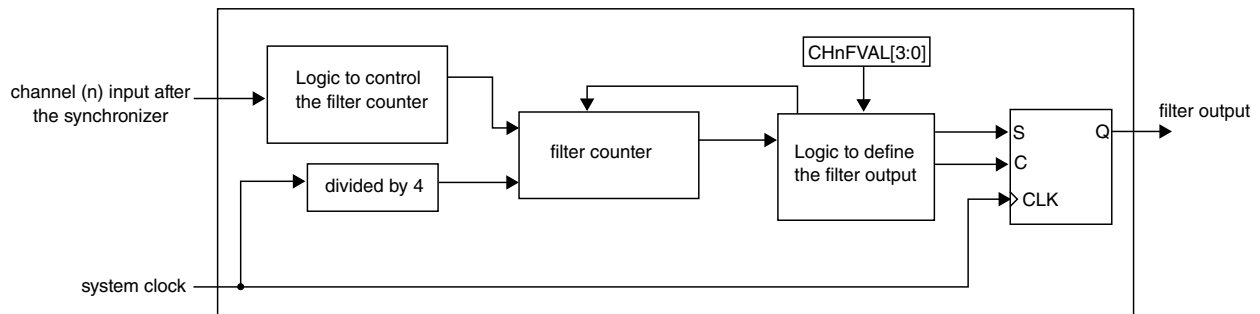 CHnFVAL[3:0]
Logic to control
the filter counter
channel (n) input after
the synchronizer
filter output
S
Q
filter counter
Logic to define
the filter output
C
divided by 4
CLK
system clock